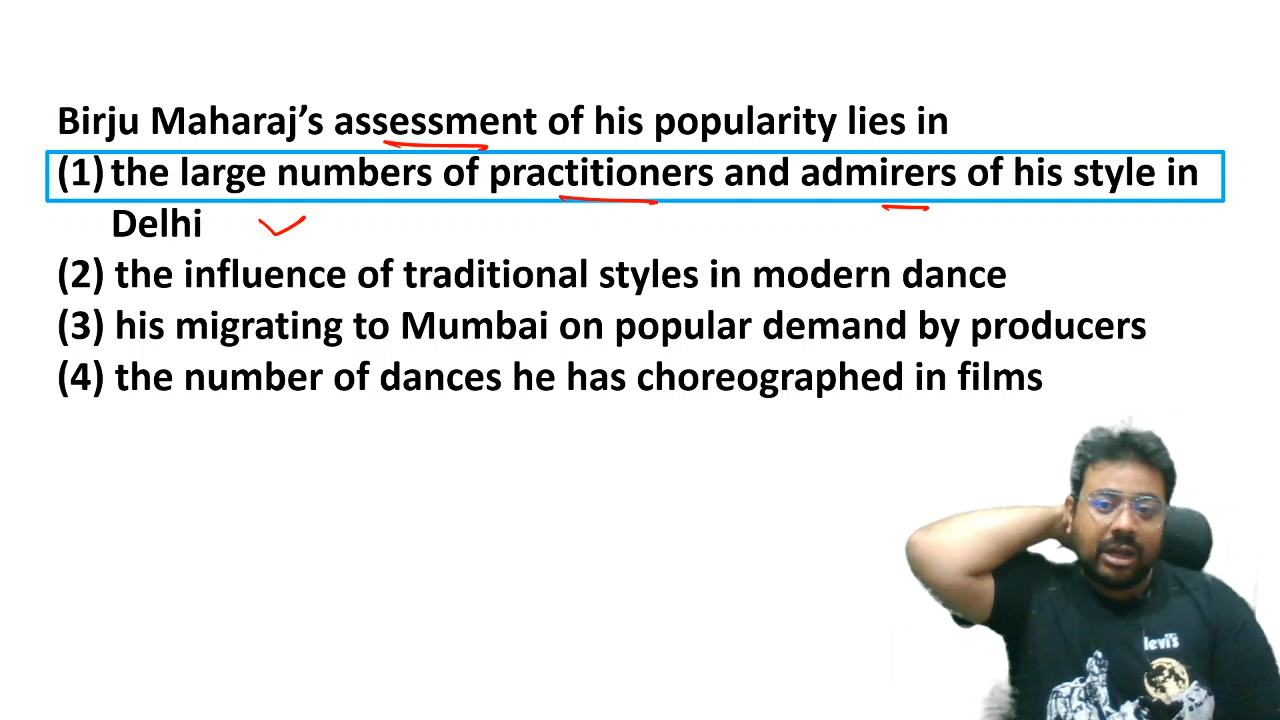 Birju Maharaj’s assessment of his popularity lies in
(1) the large numbers of practitioners and admirers of his style in
Delhi
(2) the influence of traditional styles in modern dance
(3) his migrating to Mumbai on popular demand by producers
(4) the number of dances he has choreographed in films
levi's